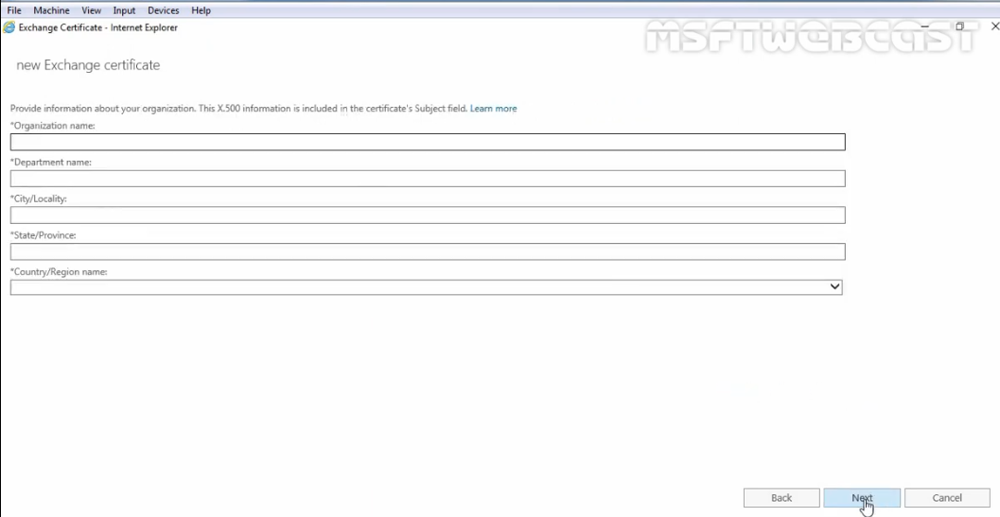 File Machine View Input Devices Help
Exchange Certificate - Internet Explorer
MSFTWEBCAST
new Exchange certificate
Provide information about your organization. This X.500 information is included in the certificate's Subject field. Learn more
*Organization name:
*Department name:
*City/Locality:
*State/Province:
*Country/Region name:
Back Next Cancel